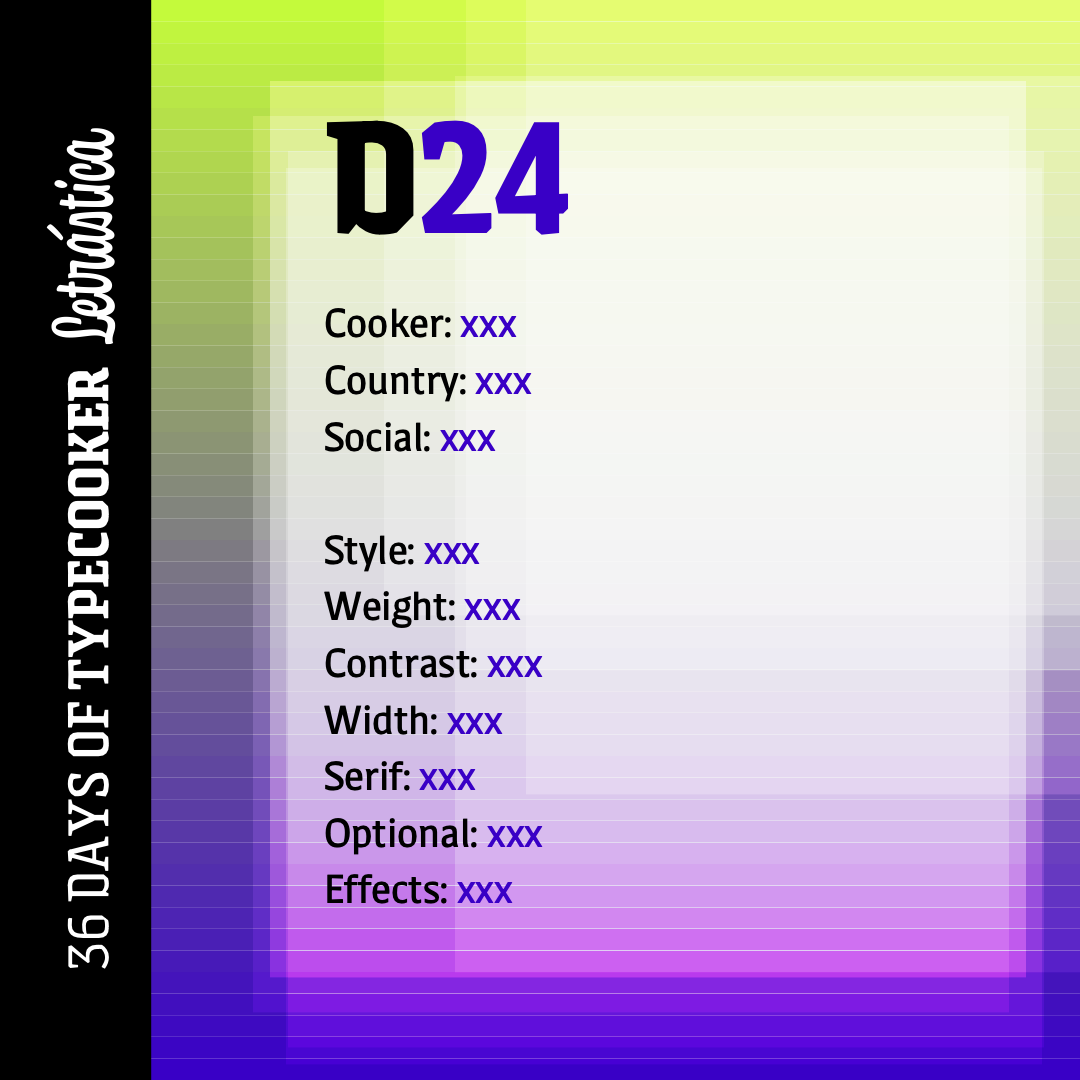 36 DAYS OF TYPECOOKER Letrástica
D24
Cooker: xxx
Country: xxx
Social: xxx
Style: xxx
Weight: xxx
Contrast: xxx
Width: xxx
Serif: xxx
Optional: xxx
Effects: xxx